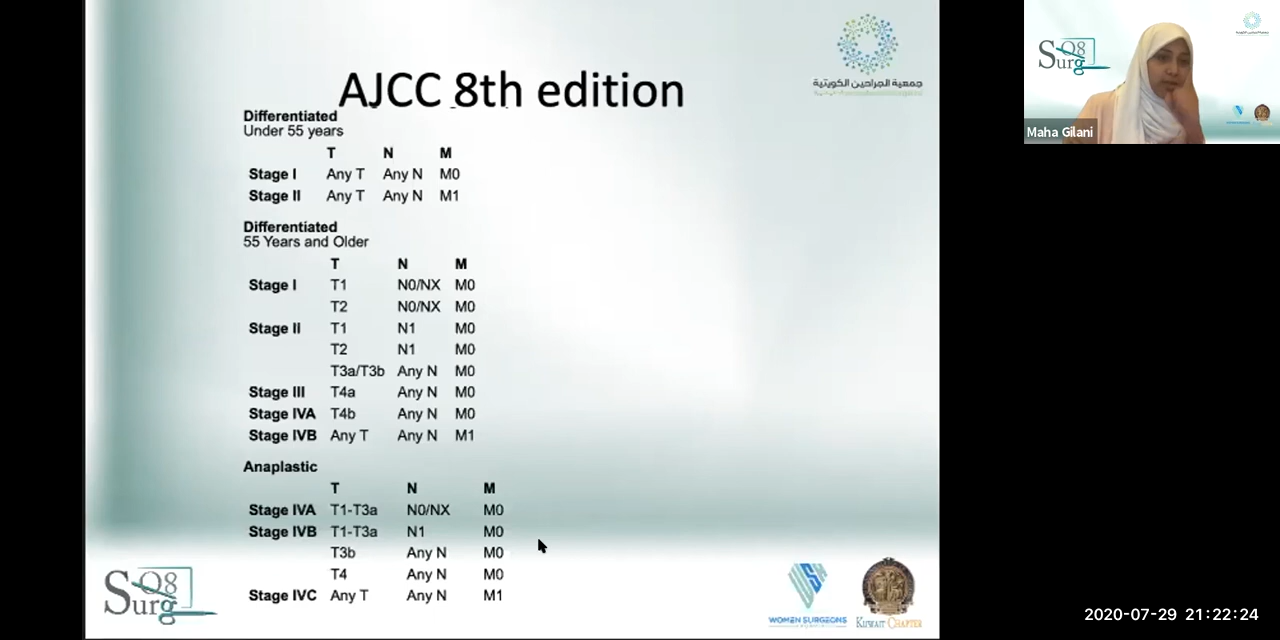 جمعية الجراحين الكويتية
AJCC 8th edition
Differentiated
Under 55 years
T N M
Stage I Any T Any N M0
Stage II Any T Any N M1
Differentiated
55 Years and Older
T N M
Stage I T1 N0/NX M0
T2 N0/NX M0
Stage II T1 N1 M0
T2 N1 M0
T3a/T3b Any N M0
Stage III T4a Any N M0
Stage IVA T4b Any N M0
Stage IVB Any T Any N M1
Anaplastic
T N M
Stage IVA T1-T3a N0/NX M0
Stage IVB T1-T3a N1 M0
T3b Any N M0
T4 Any N M0
Stage IVC Any T Any N M1
Q8
Surg
WOMEN SURGEONS
KUWAIT CHAPTER
Q8
Surg
Maha Gilani
2020-07-29 21:22:24